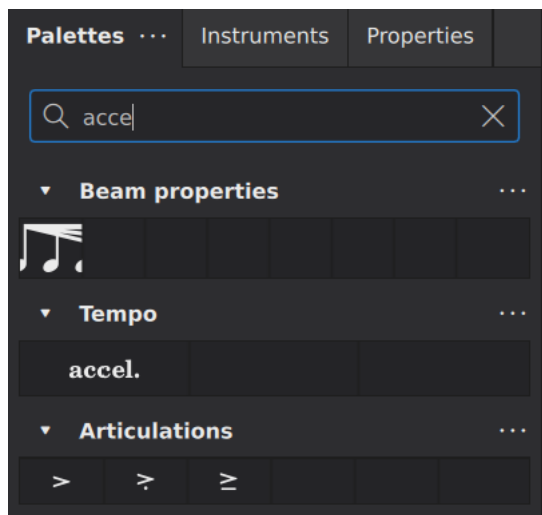 Palettes ··· Instruments Properties
acce
Beam properties ···
Tempo ···
accel.
Articulations ···